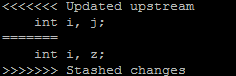 <<<<<<< Updated upstream
    int i, j;
=======
    int i, z;
>>>>>>> Stashed changes